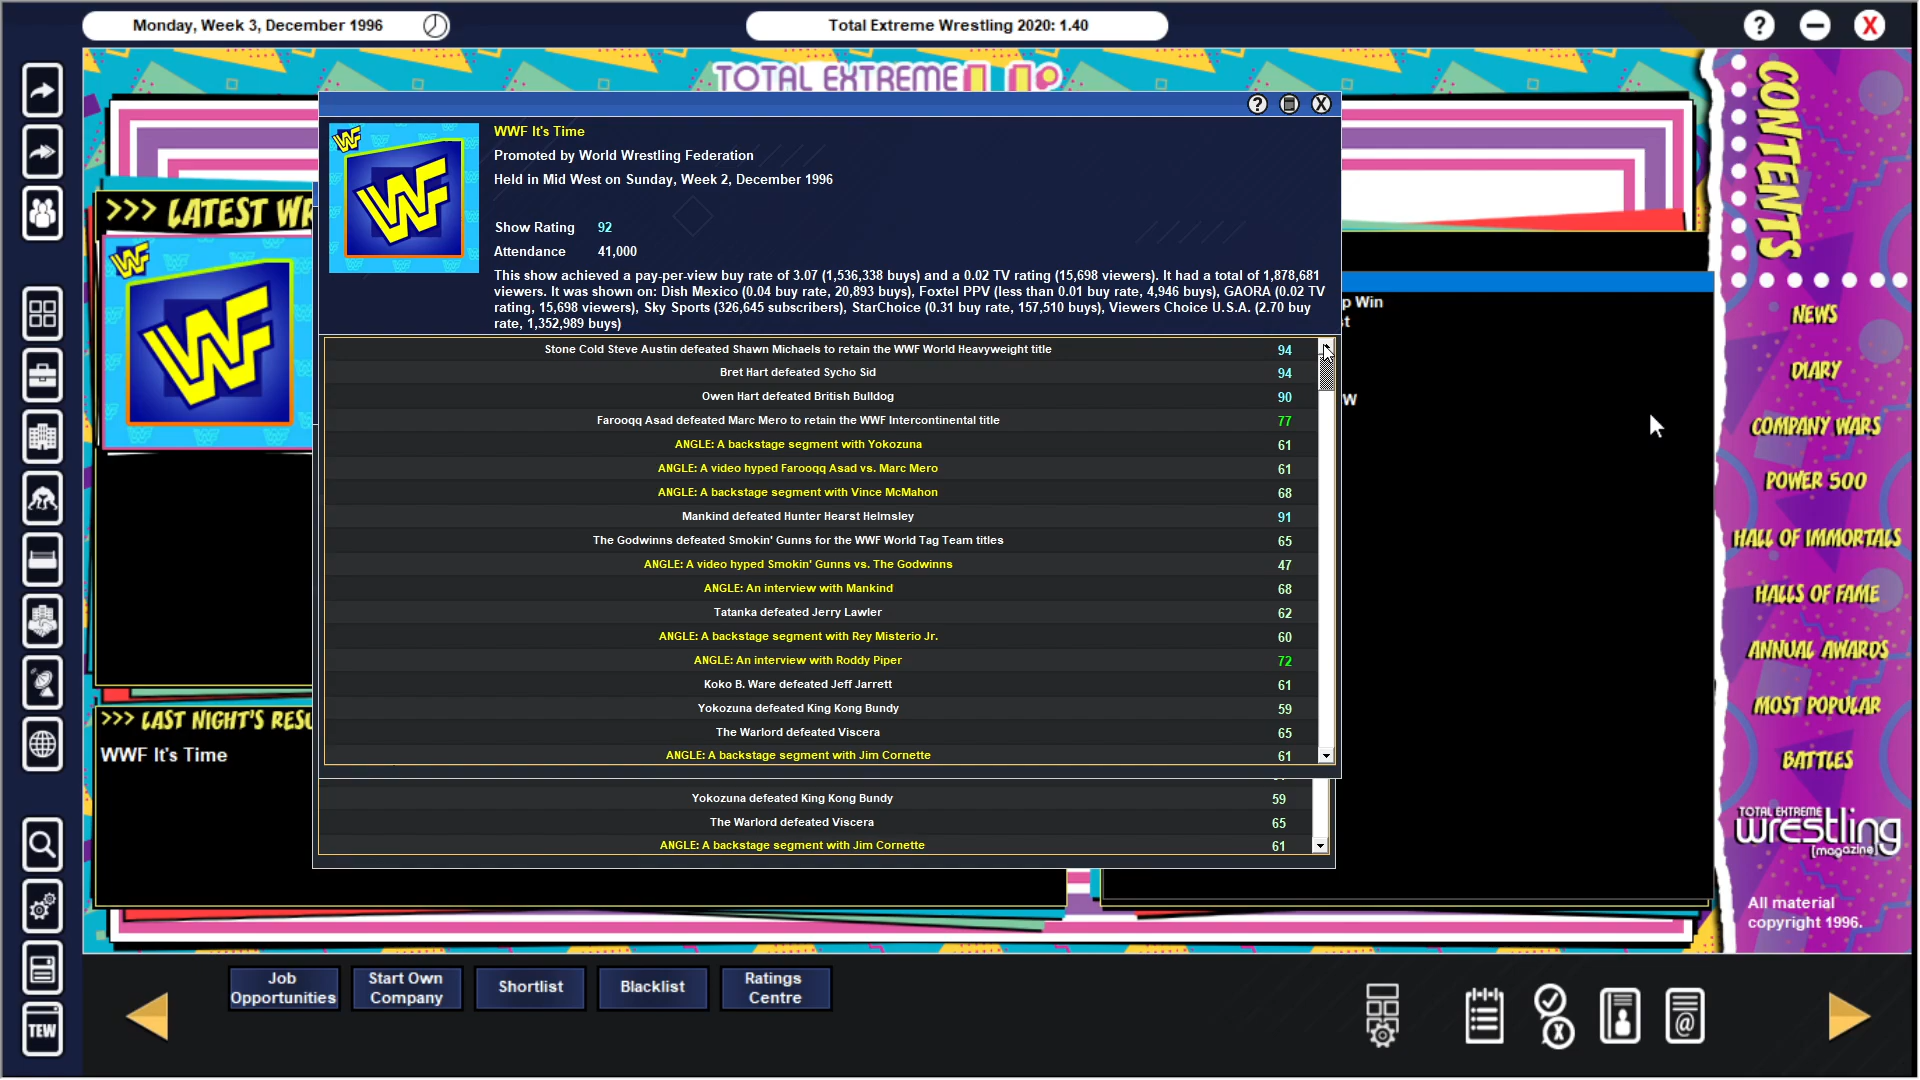 Monday, Week 3, December 1996
Total Extreme Wrestling 2020: 1.40
? X
TOTAL EXTREME
CONTENTS
>>> LATEST
? X
WWF It's Time
Promoted by World Wrestling Federation
Held in Mid West on Sunday, Week 2, December 1996
Show Rating 92
Attendance 41,000
This show achieved a pay-per-view buy rate of 3.07 (1,536,338 buys) and a 0.02 TV rating (15,698 viewers). It had a total of 1,878,681
viewers. It was shown on: Dish Mexico (0.04 buy rate, 20,893 buys), Foxtel PPV (less than 0.01 buy rate, 4,946 buys), GAORA (0.02 TV
rating, 15,698 viewers), Sky Sports (326,645 subscribers), StarChoice (0.31 buy rate, 157,510 buys), Viewers Choice U.S.A. (2.70 buy
rate, 1,352,989 buys)
Stone Cold Steve Austin defeated Shawn Michaels to retain the WWF World Heavyweight title 94
Bret Hart defeated Sycho Sid 94
Owen Hart defeated British Bulldog 90
Farooqq Asad defeated Marc Mero to retain the WWF Intercontinental title 77
ANGLE: A backstage segment with Yokozuna 61
ANGLE: A video hyped Farooqq Asad vs. Marc Mero 61
ANGLE: A backstage segment with Vince McMahon 68
Mankind defeated Hunter Hearst Helmsley 91
The Godwinns defeated Smokin' Gunns for the WWF World Tag Team titles 65
ANGLE: A video hyped Smokin' Gunns vs. The Godwinns 47
ANGLE: An interview with Mankind 68
Tatanka defeated Jerry Lawler 62
ANGLE: A backstage segment with Rey Misterio Jr. 60
ANGLE: An interview with Roddy Piper 72
Koko B. Ware defeated Jeff Jarrett 61
Yokozuna defeated King Kong Bundy 59
The Warlord defeated Viscera 65
ANGLE: A backstage segment with Jim Cornette 61
Yokozuna defeated King Kong Bundy 59
The Warlord defeated Viscera 65
ANGLE: A backstage segment with Jim Cornette 61
p Win
t
W
>>> LAST NIGHT'S RESU
WWF It's Time
NEWS
DIARY
COMPANY WARS
POWER 500
HALL OF IMMORTALS
HALLS OF FAME
ANNUAL AWARDS
MOST POPULAR
BATTLES
TOTAL EXTREME
wrestling
[magazine]
All material
copyright 1996.
TEW
Job
Opportunities
Start Own
Company
Shortlist
Blacklist
Ratings
Centre